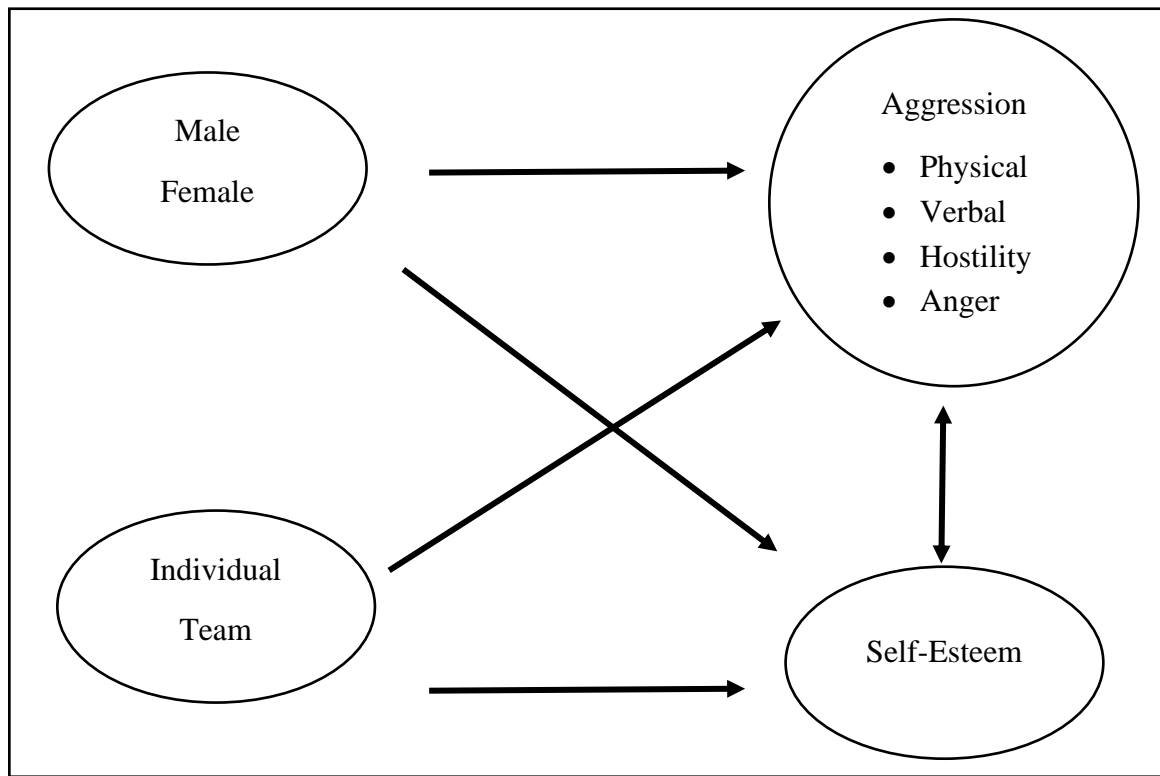 Male
Female
Aggression
• Physical
• Verbal
• Hostility
• Anger
Individual
Team
Self-Esteem